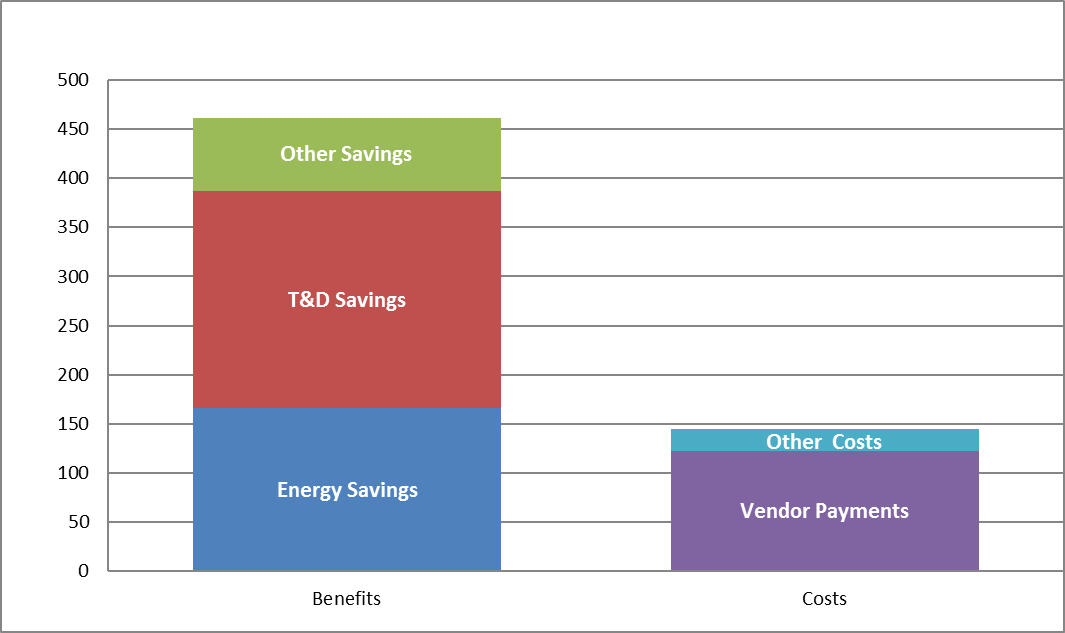 500
450
400
350
300
250
200
150
100
50
0
Other Savings
T&D Savings
Energy Savings
Other  Costs
Vendor Payments
Benefits
Costs